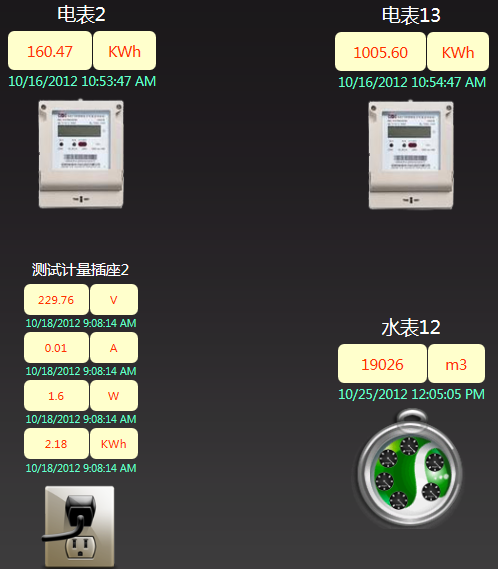 电表2
160.47 KWh
10/16/2012 10:53:47 AM
电表13
1005.60 KWh
10/16/2012 10:54:47 AM
测试计量插座2
229.76 V
10/18/2012 9:08:14 AM
0.01 A
10/18/2012 9:08:14 AM
1.6 W
10/18/2012 9:08:14 AM
2.18 KWh
10/18/2012 9:08:14 AM
水表12
19026 m3
10/25/2012 12:05:05 PM